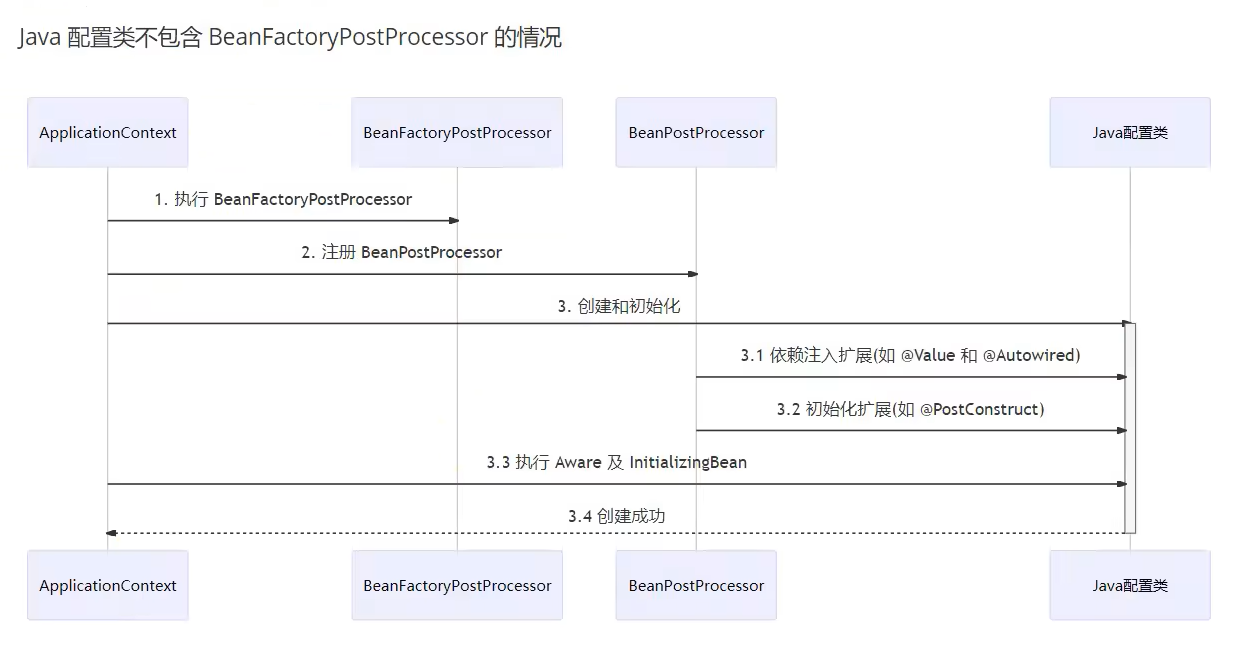 Java 配置类不包含 BeanFactoryPostProcessor 的情况
ApplicationContext
BeanFactoryPostProcessor
BeanPostProcessor
Java配置类
1. 执行 BeanFactoryPostProcessor
2. 注册 BeanPostProcessor
3. 创建和初始化
3.1 依赖注入扩展(如 @Value 和 @Autowired)
3.2 初始化扩展(如 @PostConstruct)
3.3 执行 Aware 及 InitializingBean
3.4 创建成功
ApplicationContext
BeanFactoryPostProcessor
BeanPostProcessor
Java配置类